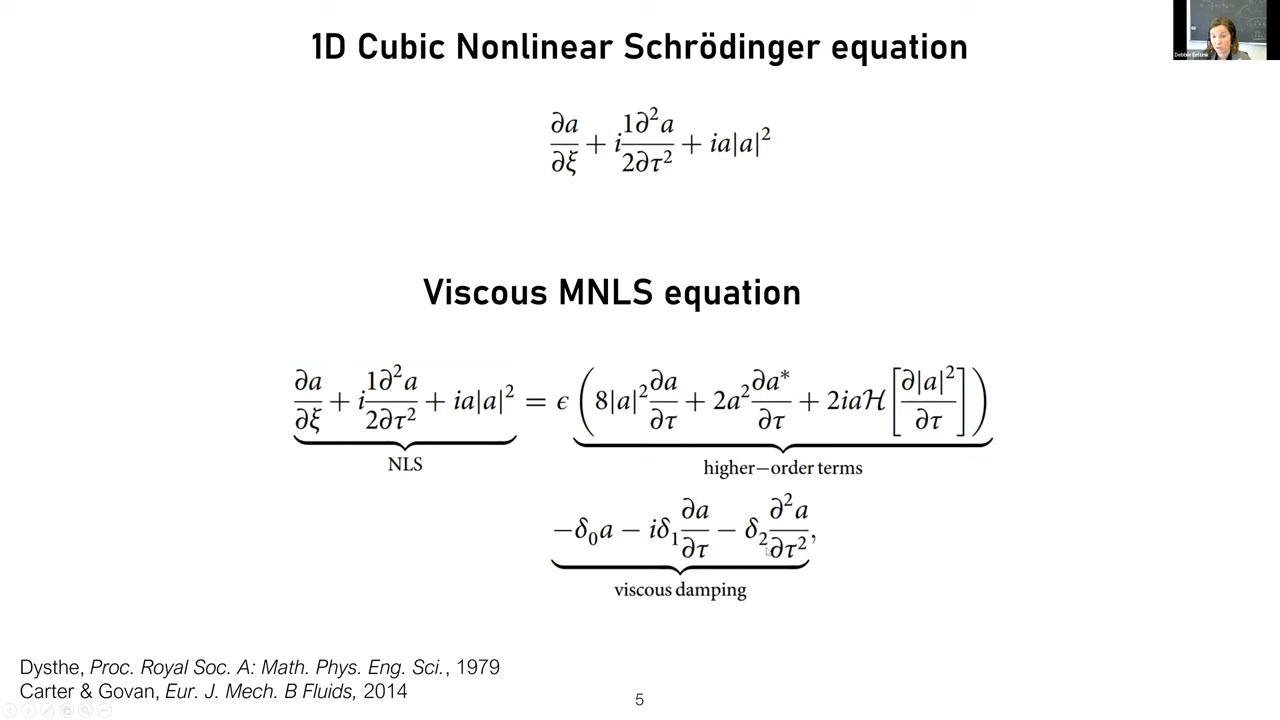 Debbie Eeltink
1D Cubic Nonlinear Schrödinger equation
∂a/∂ξ + i 1∂²a/2∂τ² + ia|a|²
Viscous MNLS equation
∂a/∂ξ + i 1∂²a/2∂τ² + ia|a|² = ϵ ( 8|a|² ∂a/∂τ + 2a² ∂a*/∂τ + 2iaℋ [ ∂|a|²/∂τ ] )
NLS
higher−order terms
−δ₀a − iδ₁ ∂a/∂τ − δ₂ ∂²a/∂τ²,
viscous damping
Dysthe, Proc. Royal Soc. A: Math. Phys. Eng. Sci., 1979
Carter & Govan, Eur. J. Mech. B Fluids, 2014
5